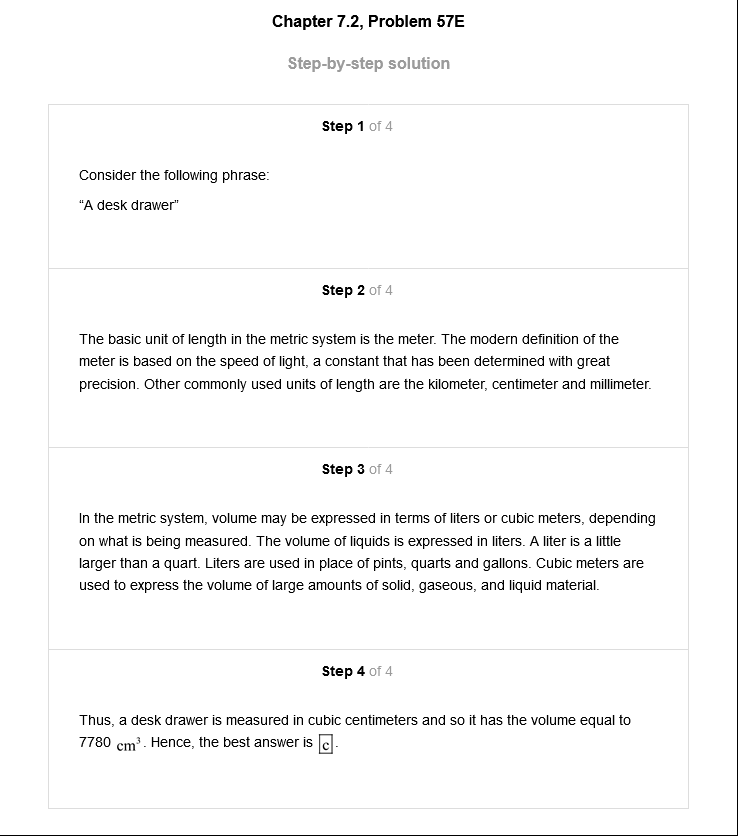 Chapter 7.2, Problem 57E
Step-by-step solution
Step 1 of 4
Consider the following phrase:
“A desk drawer”
Step 2 of 4
The basic unit of length in the metric system is the meter. The modern definition of the
meter is based on the speed of light, a constant that has been determined with great
precision. Other commonly used units of length are the kilometer, centimeter and millimeter.
Step 3 of 4
In the metric system, volume may be expressed in terms of liters or cubic meters, depending
on what is being measured. The volume of liquids is expressed in liters. A liter is a little
larger than a quart. Liters are used in place of pints, quarts and gallons. Cubic meters are
used to express the volume of large amounts of solid, gaseous, and liquid material.
Step 4 of 4
Thus, a desk drawer is measured in cubic centimeters and so it has the volume equal to
7780 cm³. Hence, the best answer is c.